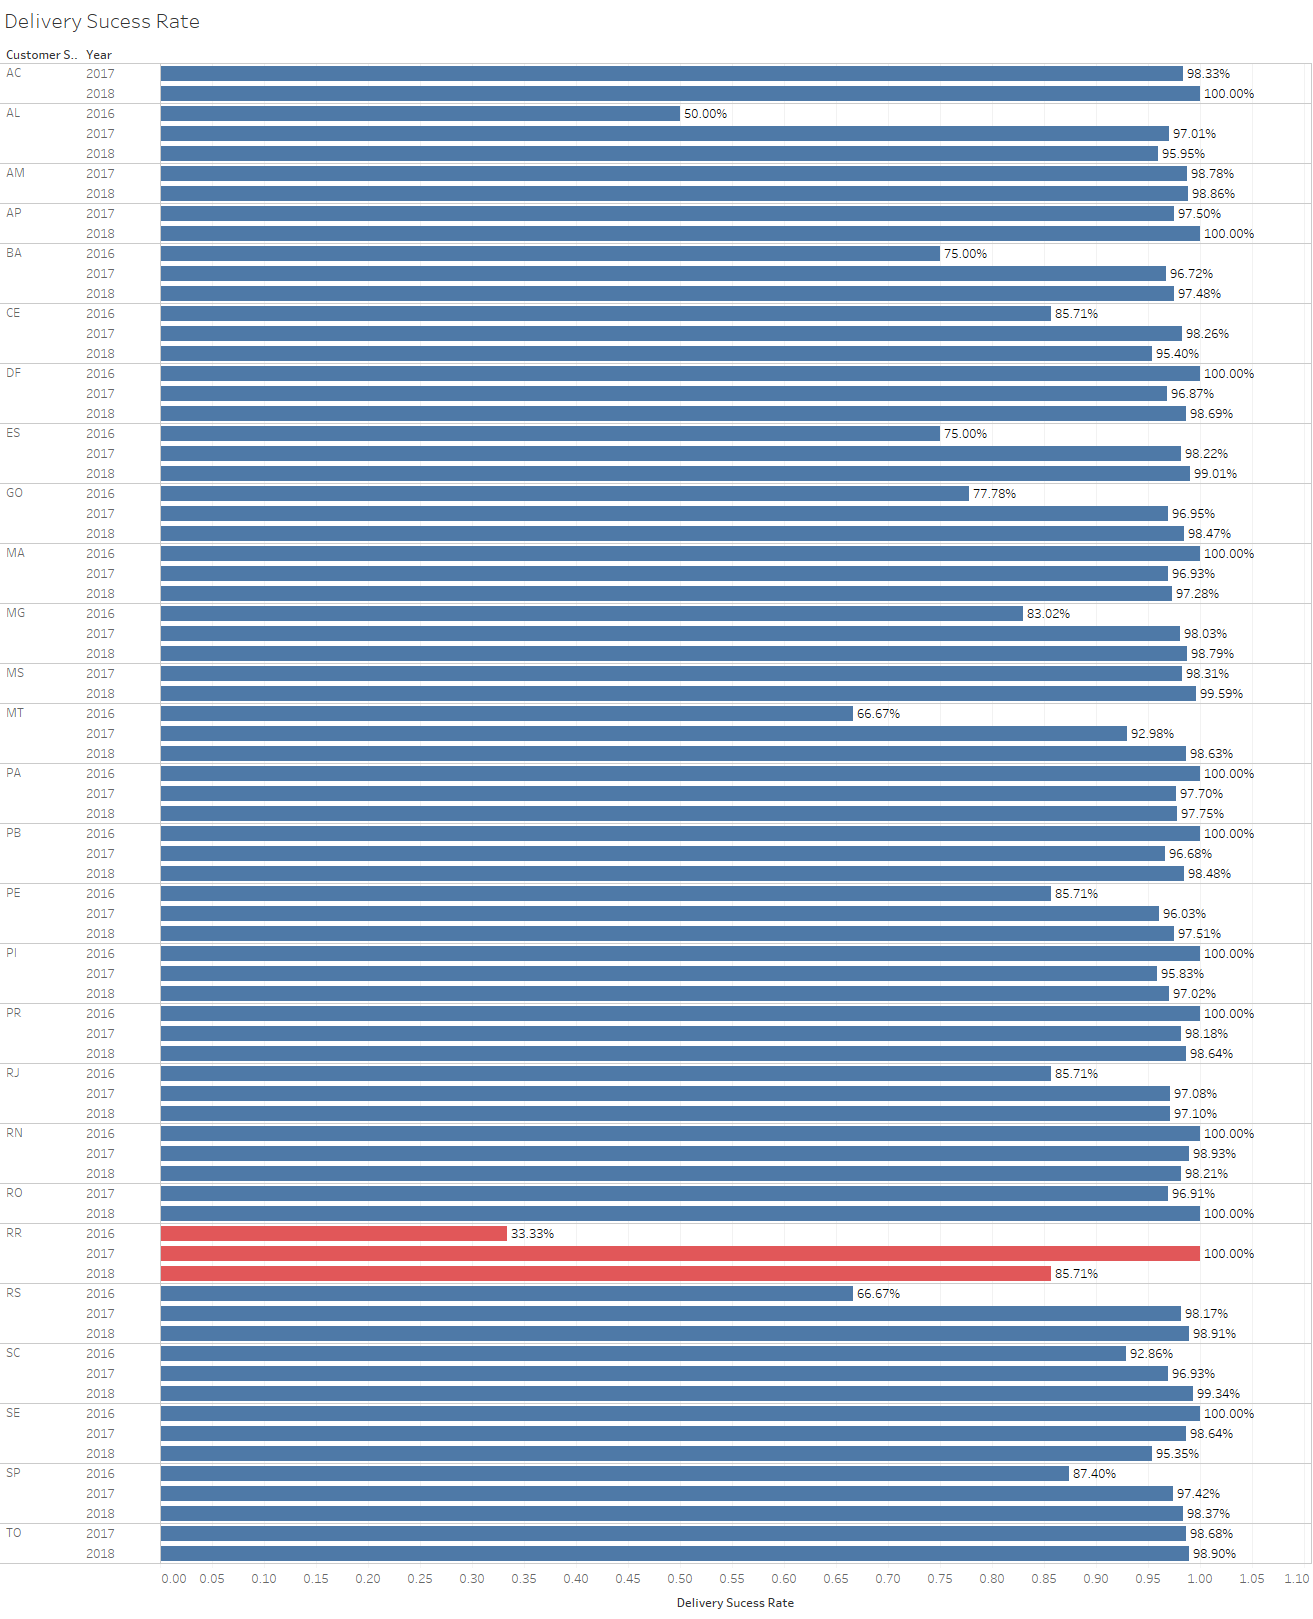 Delivery Sucess Rate
Customer S.. Year
AC 2017 98.33%
2018 100.00%
AL 2016 50.00%
2017 97.01%
2018 95.95%
AM 2017 98.78%
2018 98.86%
AP 2017 97.50%
2018 100.00%
BA 2016 75.00%
2017 96.72%
2018 97.48%
CE 2016 85.71%
2017 98.26%
2018 95.40%
DF 2016 100.00%
2017 96.87%
2018 98.69%
ES 2016 75.00%
2017 98.22%
2018 99.01%
GO 2016 77.78%
2017 96.95%
2018 98.47%
MA 2016 100.00%
2017 96.93%
2018 97.28%
MG 2016 83.02%
2017 98.03%
2018 98.79%
MS 2017 98.31%
2018 99.59%
MT 2016 66.67%
2017 92.98%
2018 98.63%
PA 2016 100.00%
2017 97.70%
2018 97.75%
PB 2016 100.00%
2017 96.68%
2018 98.48%
PE 2016 85.71%
2017 96.03%
2018 97.51%
PI 2016 100.00%
2017 95.83%
2018 97.02%
PR 2016 100.00%
2017 98.18%
2018 98.64%
RJ 2016 85.71%
2017 97.08%
2018 97.10%
RN 2016 100.00%
2017 98.93%
2018 98.21%
RO 2017 96.91%
2018 100.00%
RR 2016 33.33%
2017 100.00%
2018 85.71%
RS 2016 66.67%
2017 98.17%
2018 98.91%
SC 2016 92.86%
2017 96.93%
2018 99.34%
SE 2016 100.00%
2017 98.64%
2018 95.35%
SP 2016 87.40%
2017 97.42%
2018 98.37%
TO 2017 98.68%
2018 98.90%
0.00 0.05 0.10 0.15 0.20 0.25 0.30 0.35 0.40 0.45 0.50 0.55 0.60 0.65 0.70 0.75 0.80 0.85 0.90 0.95 1.00 1.05 1.10
Delivery Sucess Rate